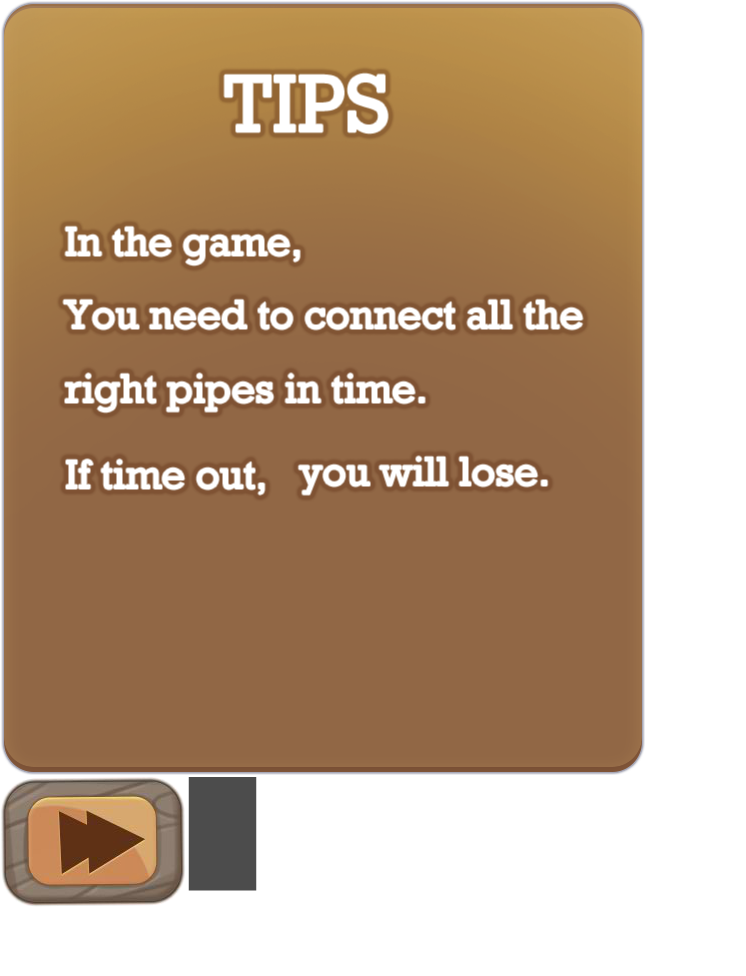 TIPS
In the game,
You need to connect all the
right pipes in time.
If time out, you will lose.